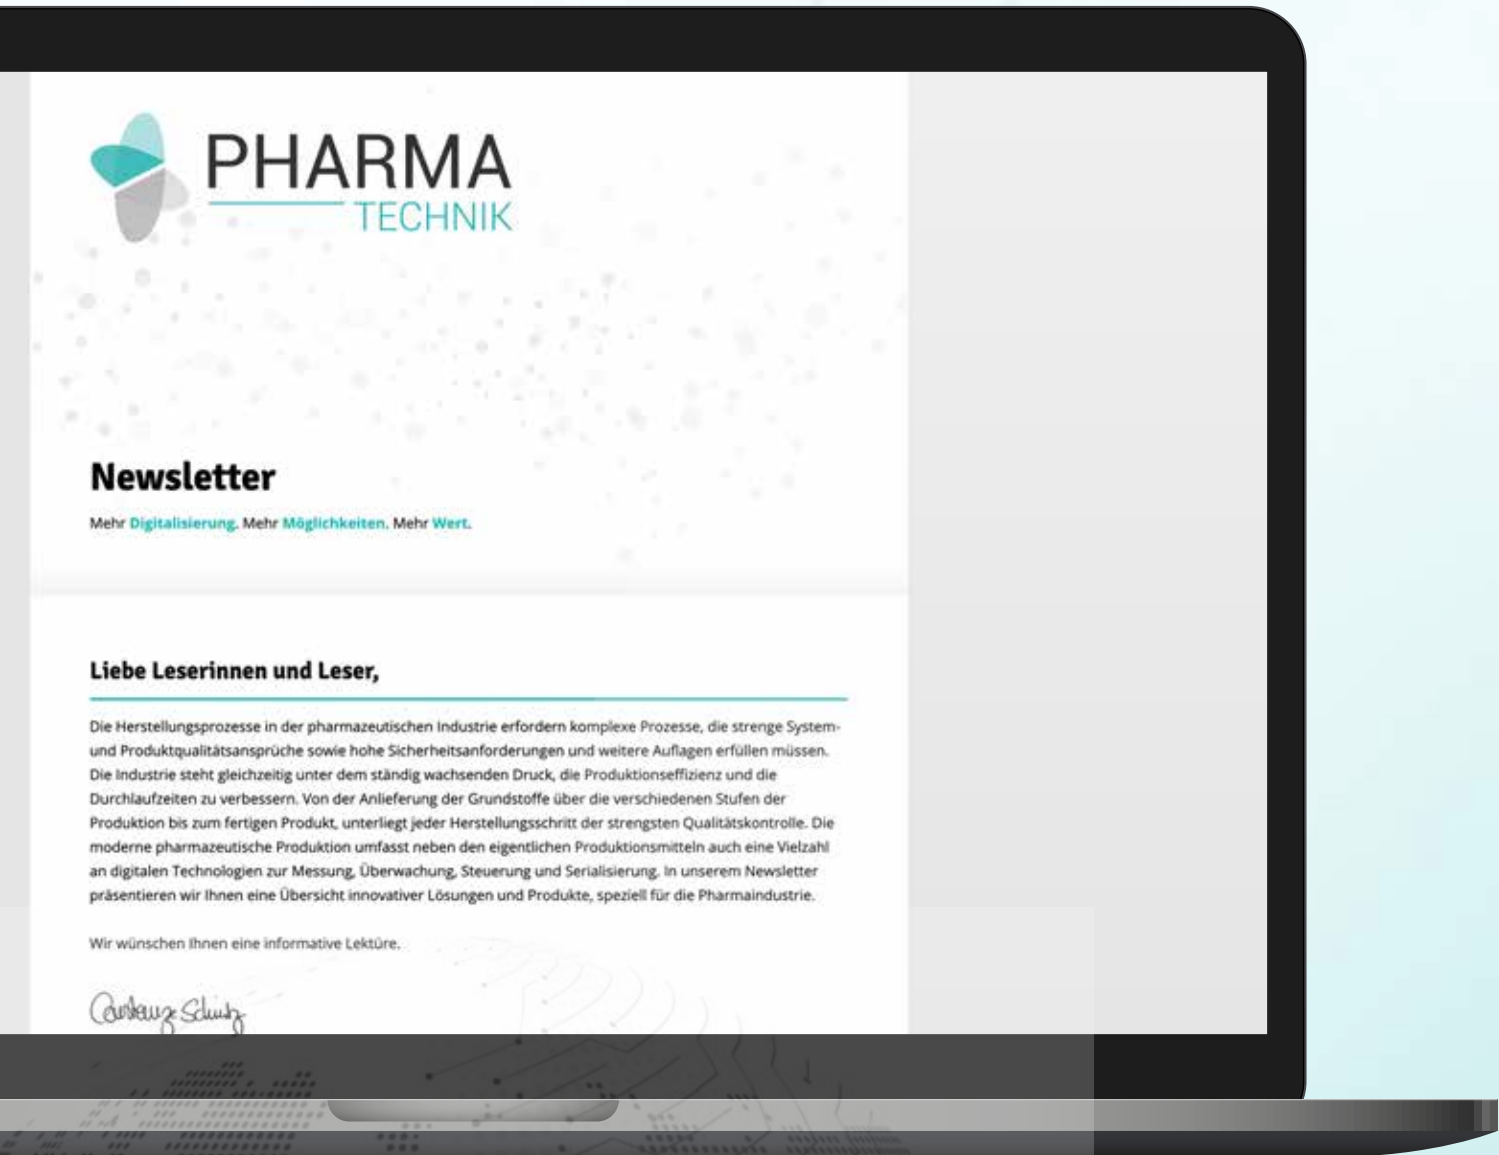 PHARMA
TECHNIK
Newsletter
Mehr Digitalisierung. Mehr Möglichkeiten. Mehr Wert.
Liebe Leserinnen und Leser,
Die Herstellungsprozesse in der pharmazeutischen Industrie erfordern komplexe Prozesse, die strenge System-
und Produktqualitätsansprüche sowie hohe Sicherheitsanforderungen und weitere Auflagen erfüllen müssen.
Die Industrie steht gleichzeitig unter dem ständig wachsenden Druck, die Produktionseffizienz und die
Durchlaufzeiten zu verbessern. Von der Anlieferung der Grundstoffe über die verschiedenen Stufen der
Produktion bis zum fertigen Produkt, unterliegt jeder Herstellungsschritt der strengsten Qualitätskontrolle. Die
moderne pharmazeutische Produktion umfasst neben den eigentlichen Produktionsmitteln auch eine Vielzahl
an digitalen Technologien zur Messung, Überwachung, Steuerung und Serialisierung. In unserem Newsletter
präsentieren wir Ihnen eine Übersicht innovativer Lösungen und Produkte, speziell für die Pharmaindustrie.
Wir wünschen Ihnen eine informative Lektüre.